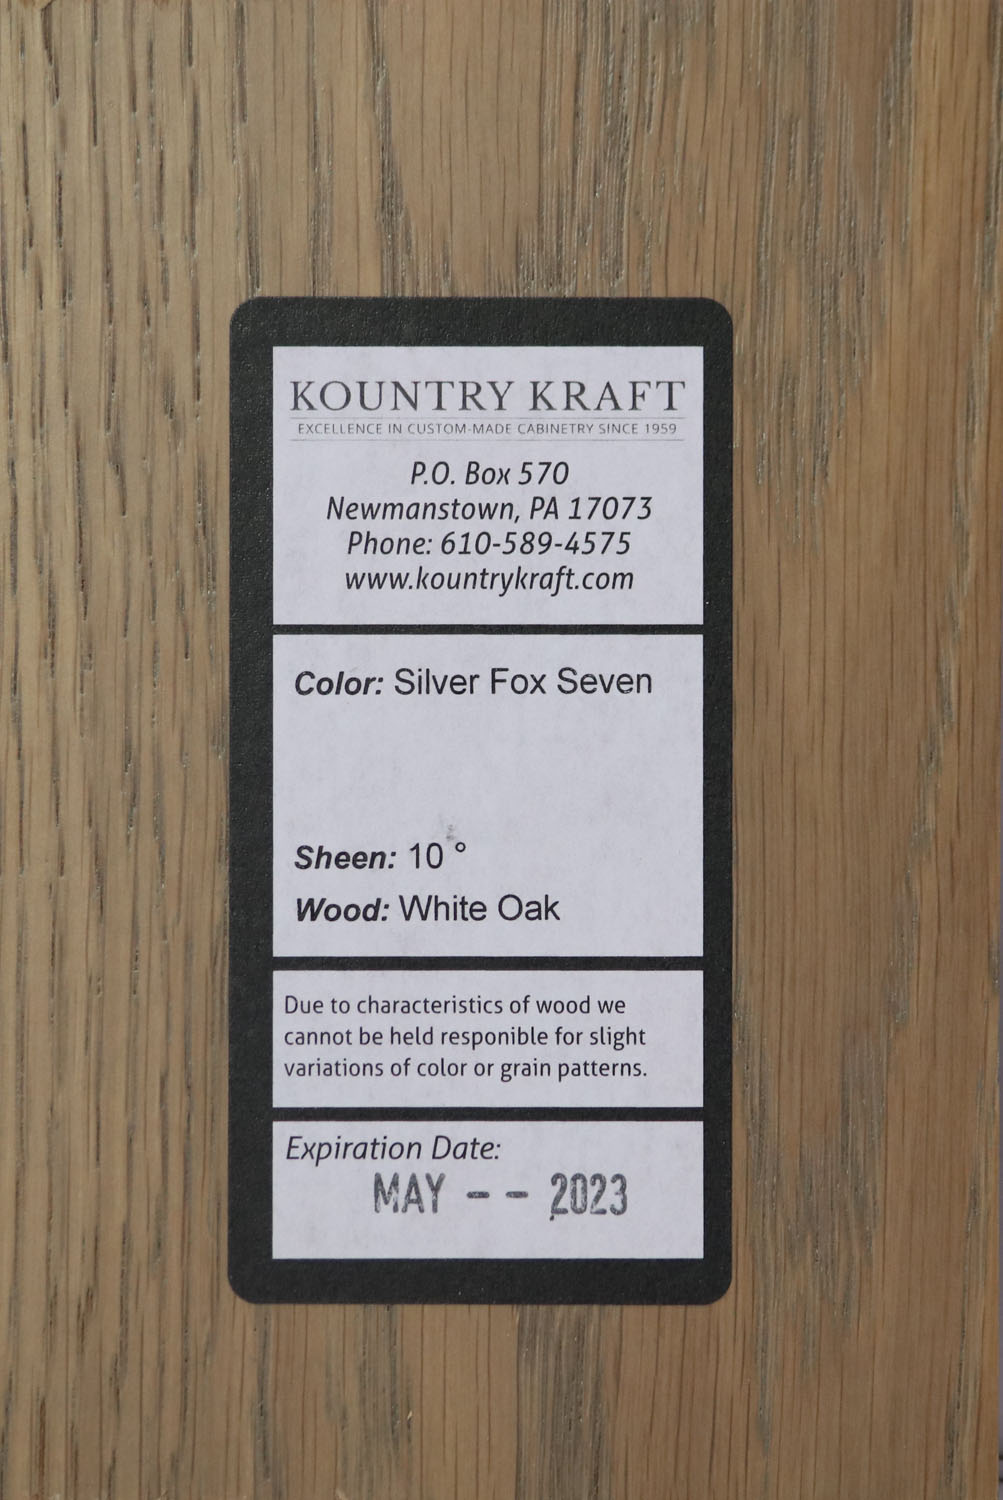 KOUNTRY KRAFT
EXCELLENCE IN CUSTOM-MADE CABINETRY SINCE 1959
P.O. Box 570
Newmanstown, PA 17073
Phone: 610-589-4575
www.kountrykraft.com
Color: Silver Fox Seven
Sheen: 10 °
Wood: White Oak
Due to characteristics of wood we
cannot be held responible for slight
variations of color or grain patterns.
Expiration Date:
MAY -- 2023